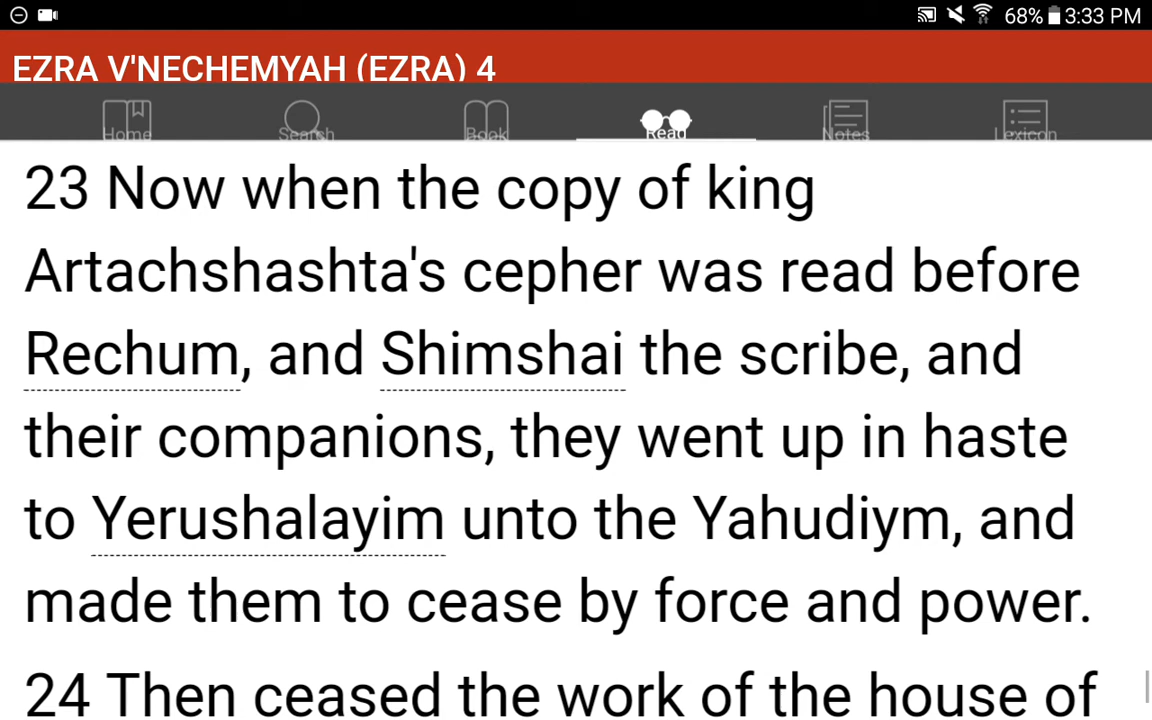 68% 3:33 PM
EZRA V'NECHEMYAH (EZRA) 4
Home Search Book Read Notes Lexicon
23 Now when the copy of king
Artachshashta's cepher was read before
Rechum, and Shimshai the scribe, and
their companions, they went up in haste
to Yerushalayim unto the Yahudiym, and
made them to cease by force and power.
24 Then ceased the work of the house of